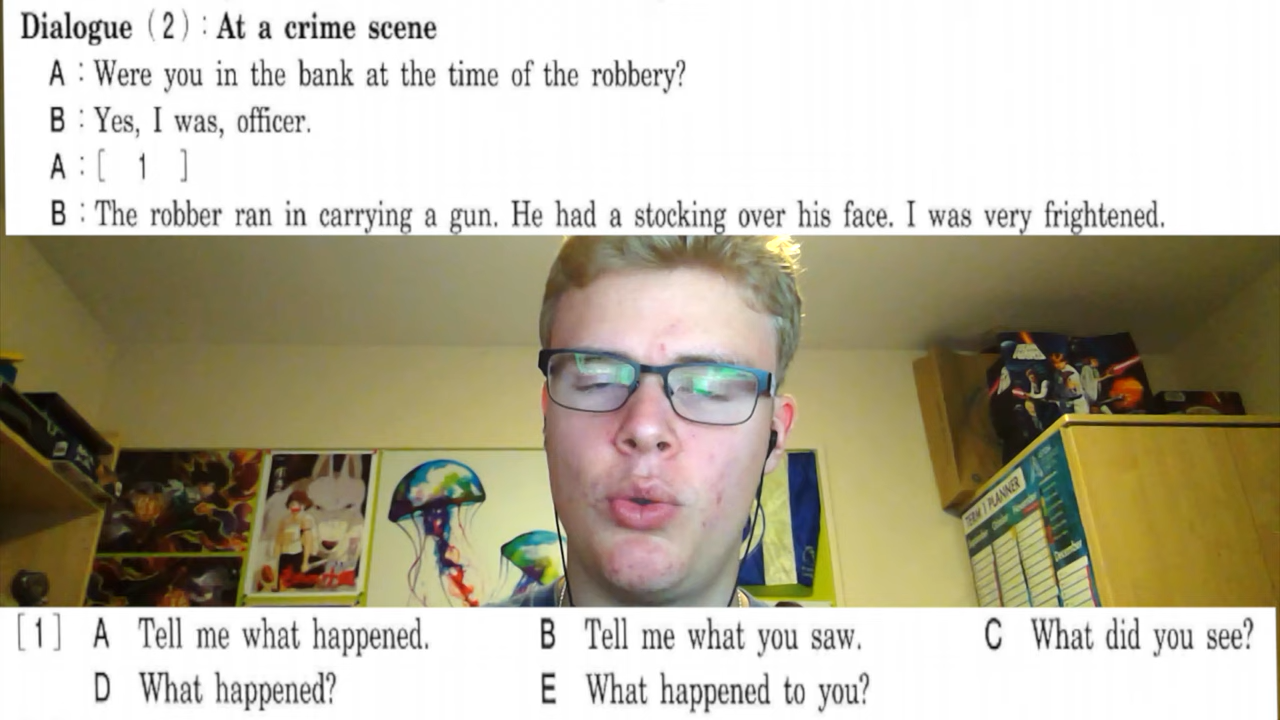 Dialogue (2) : At a crime scene
A : Were you in the bank at the time of the robbery?
B : Yes, I was, officer.
A : [ 1 ]
B : The robber ran in carrying a gun. He had a stocking over his face. I was very frightened.
TERM 1 PLANNER
December
[1] A Tell me what happened. B Tell me what you saw. C What did you see?
D What happened? E What happened to you?